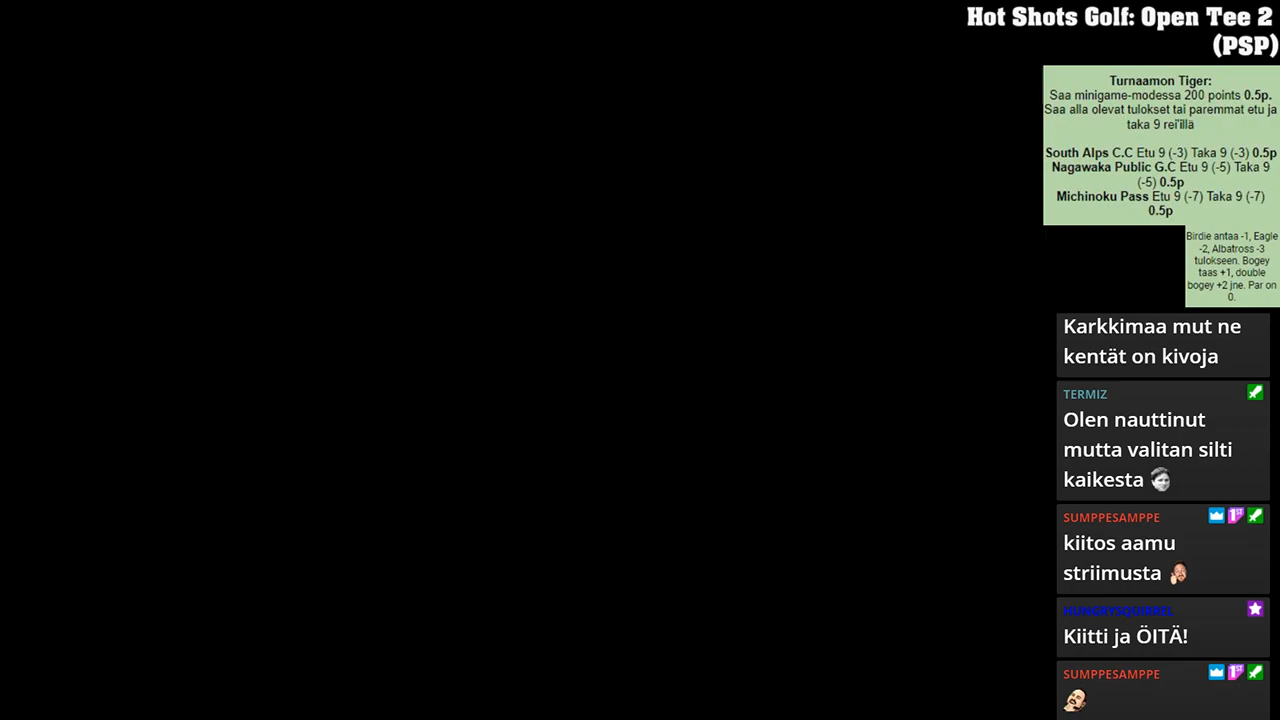 Hot Shots Golf: Open Tee 2
(PSP)
Turnaamon Tiger:
Saa minigame-modessa 200 points 0.5p.
Saa alla olevat tulokset tai paremmat etu ja
taka 9 rei'illä
South Alps C.C Etu 9 (-3) Taka 9 (-3) 0.5p
Nagawaka Public G.C Etu 9 (-5) Taka 9
(-5) 0.5p
Michinoku Pass Etu 9 (-7) Taka 9 (-7)
0.5p
Birdie antaa -1, Eagle
-2, Albatross -3
tulokseen. Bogey
taas +1, double
bogey +2 jne. Par on
0.
Karkkimaa mut ne
kentät on kivoja
TERMIZ
Olen nauttinut
mutta valitan silti
kaikesta
SUMPPESAMPPE
1ST
kiitos aamu
striimusta
HUNGRYSQUIRREL
Kiitti ja ÖITÄ!
SUMPPESAMPPE
1ST